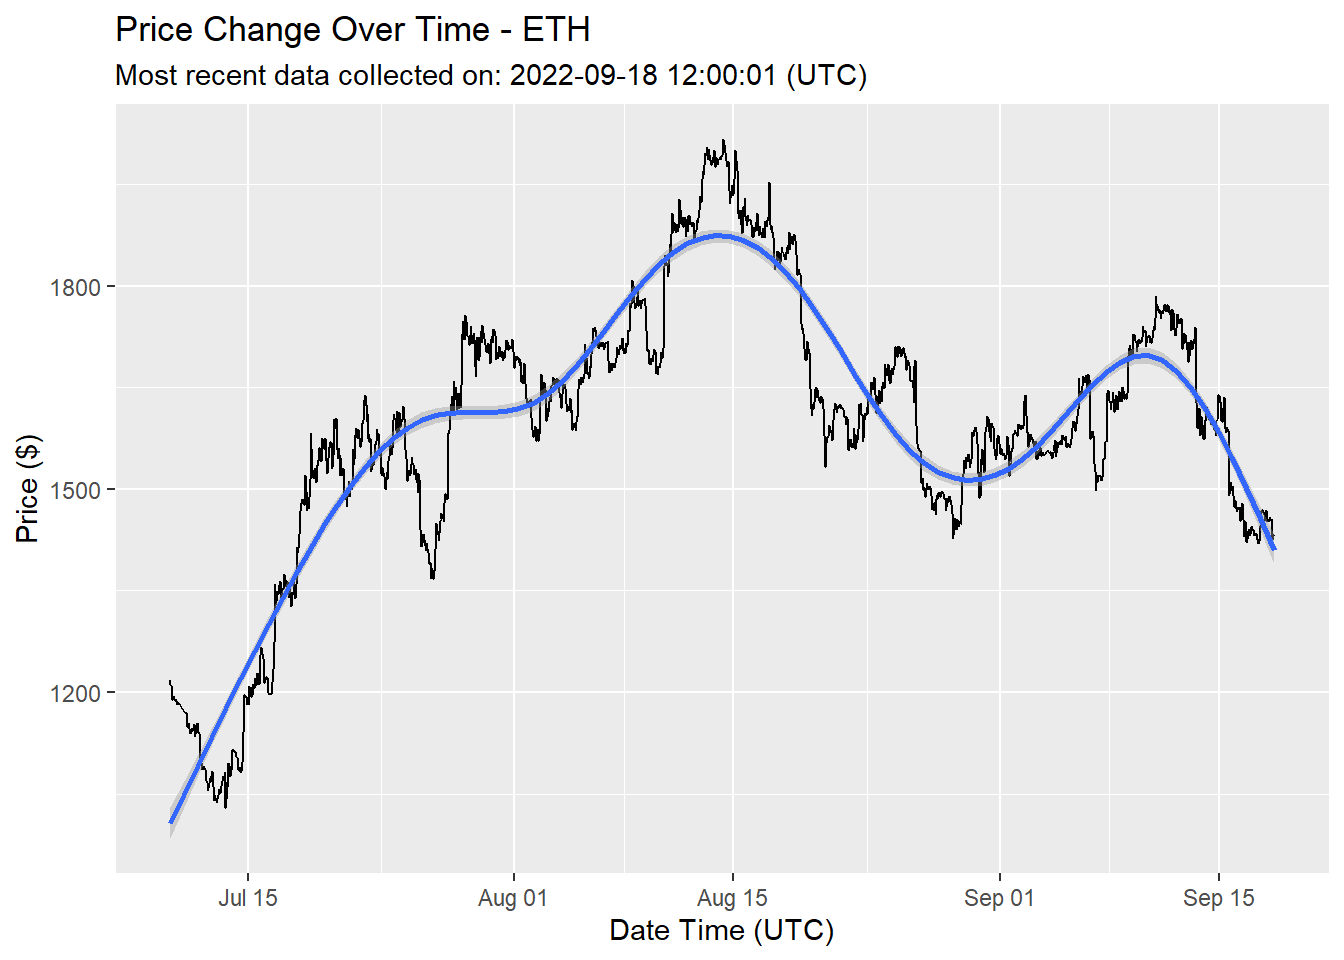 Price Change Over Time - ETH
Most recent data collected on: 2022-09-18 12:00:01 (UTC)
Price ($)
1800
1500
1200
Jul 15
Aug 01
Aug 15
Sep 01
Sep 15
Date Time (UTC)